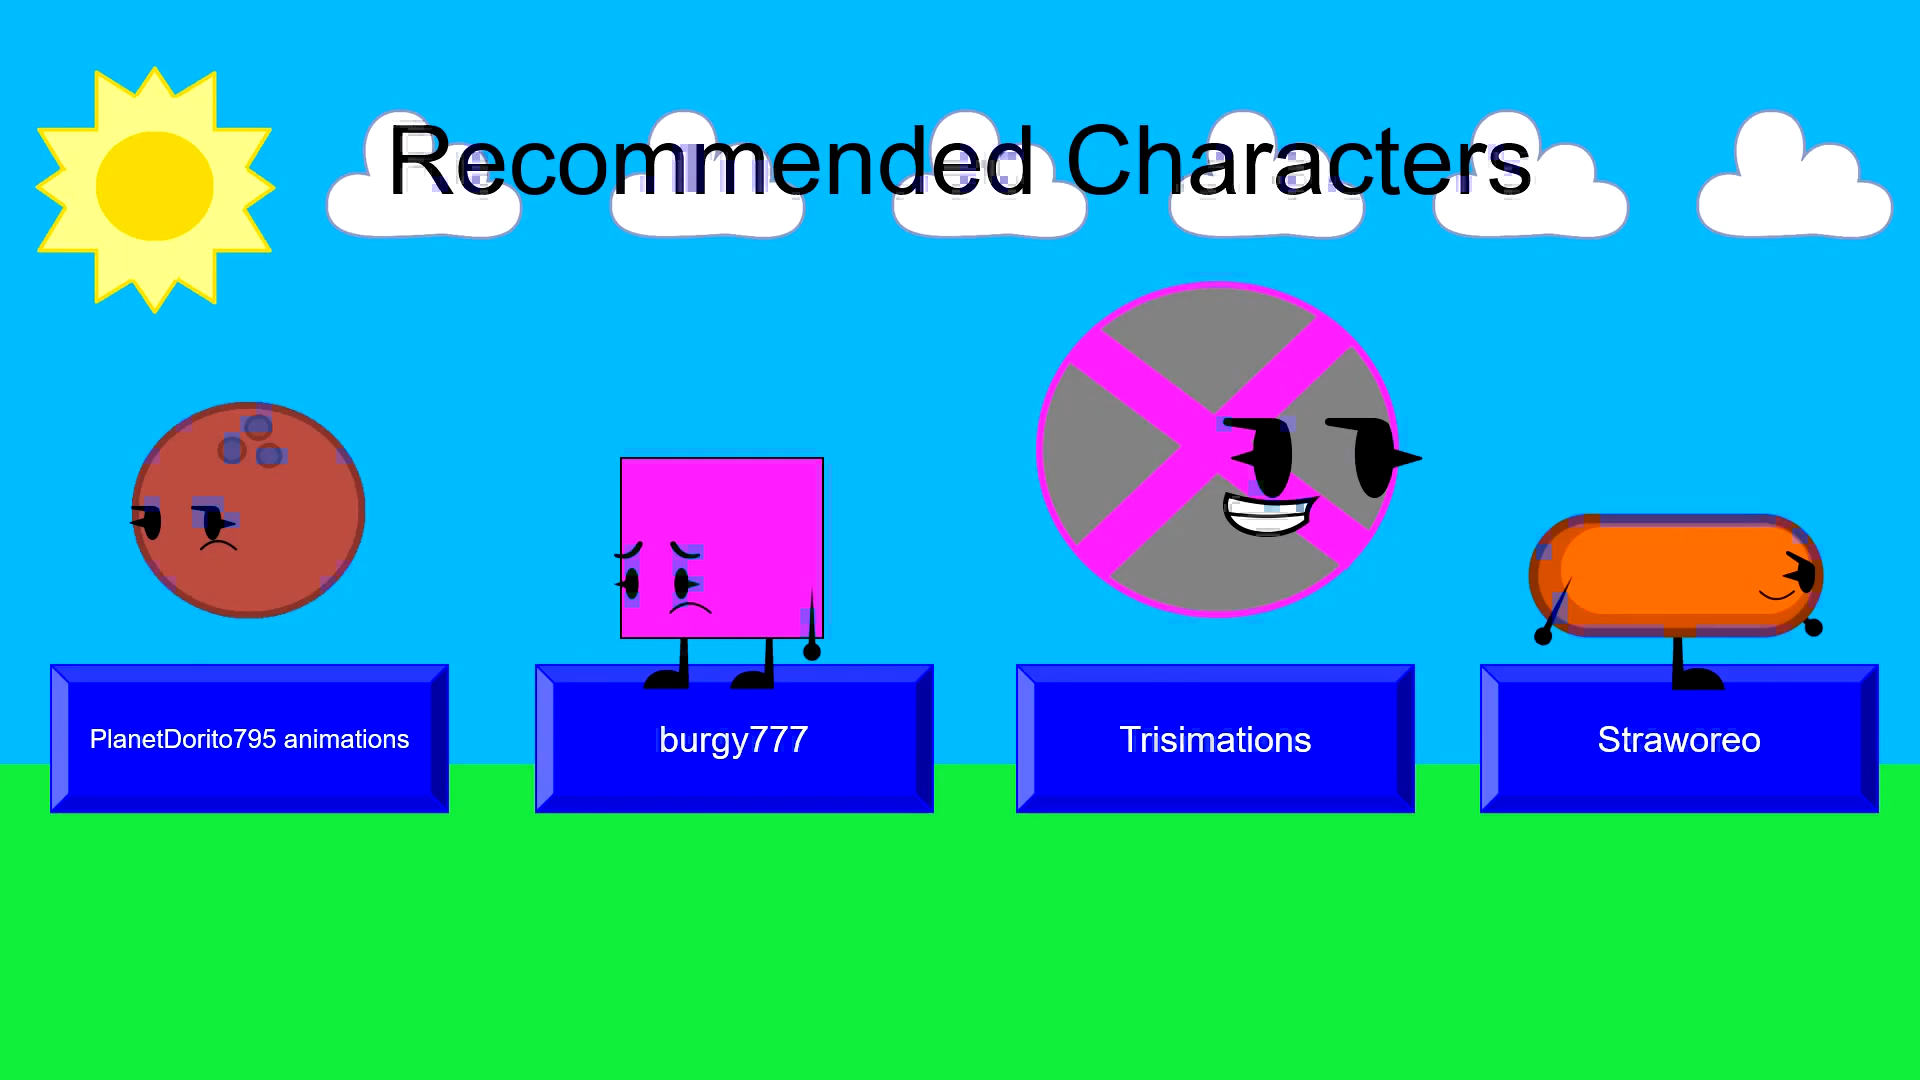 Recommended Characters
PlanetDorito795 animations
burgy777
Trisimations
Straworeo